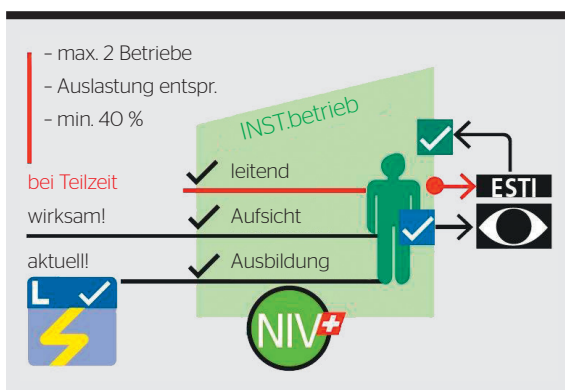 – max. 2 Betriebe
– Auslastung entspr.
– min. 40 %
INST.betrieb
bei Teilzeit
leitend
ESTI
wirksam!
Aufsicht
aktuell!
Ausbildung
L
NIV